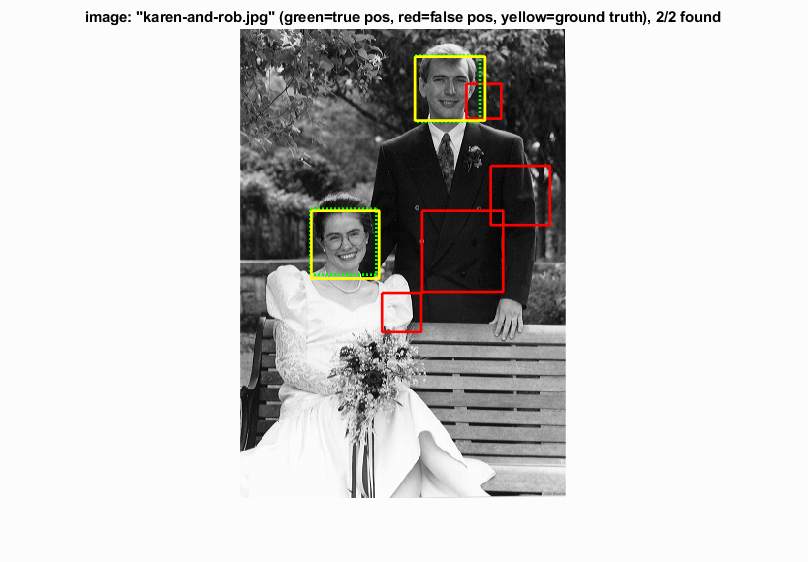 image: "karen-and-rob.jpg" (green=true pos, red=false pos, yellow=ground truth), 2/2 found